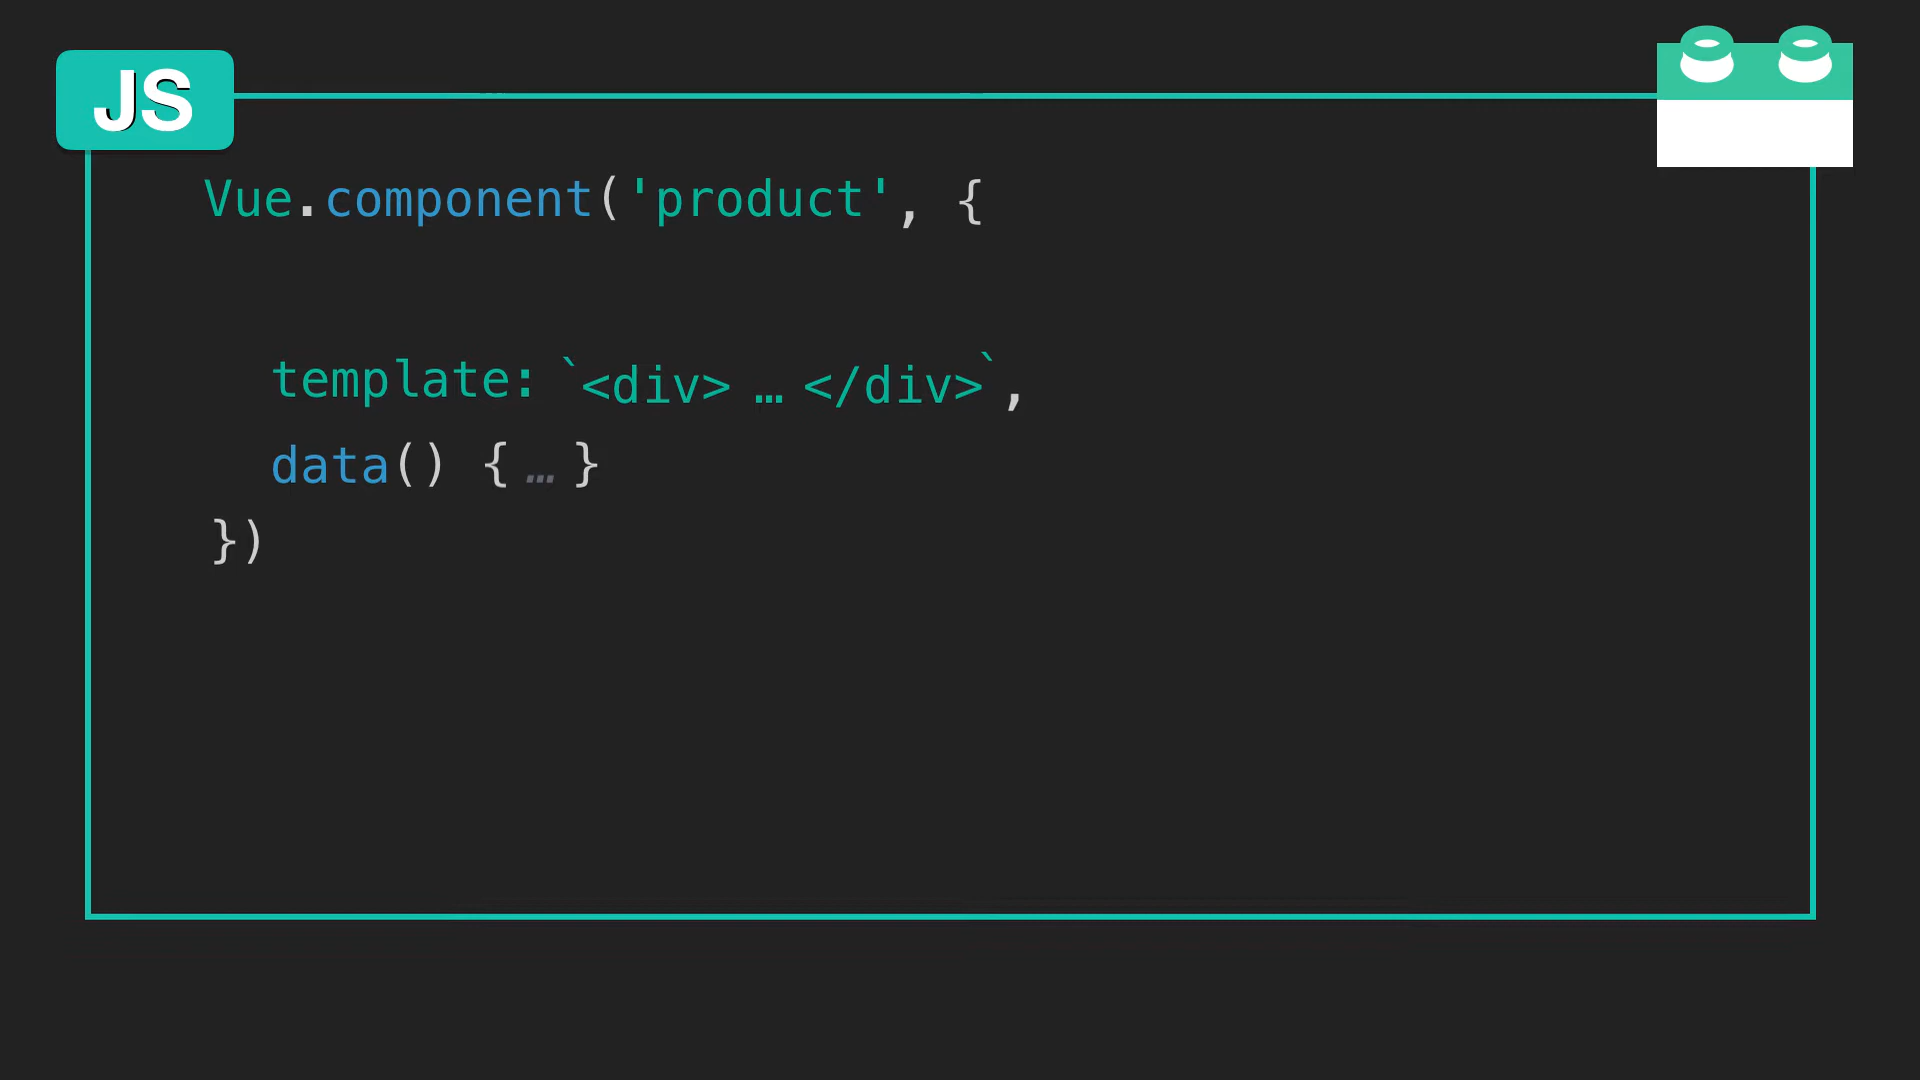 JS
Vue.component('product', {
template: `<div> … </div>`,
data() { … }
})